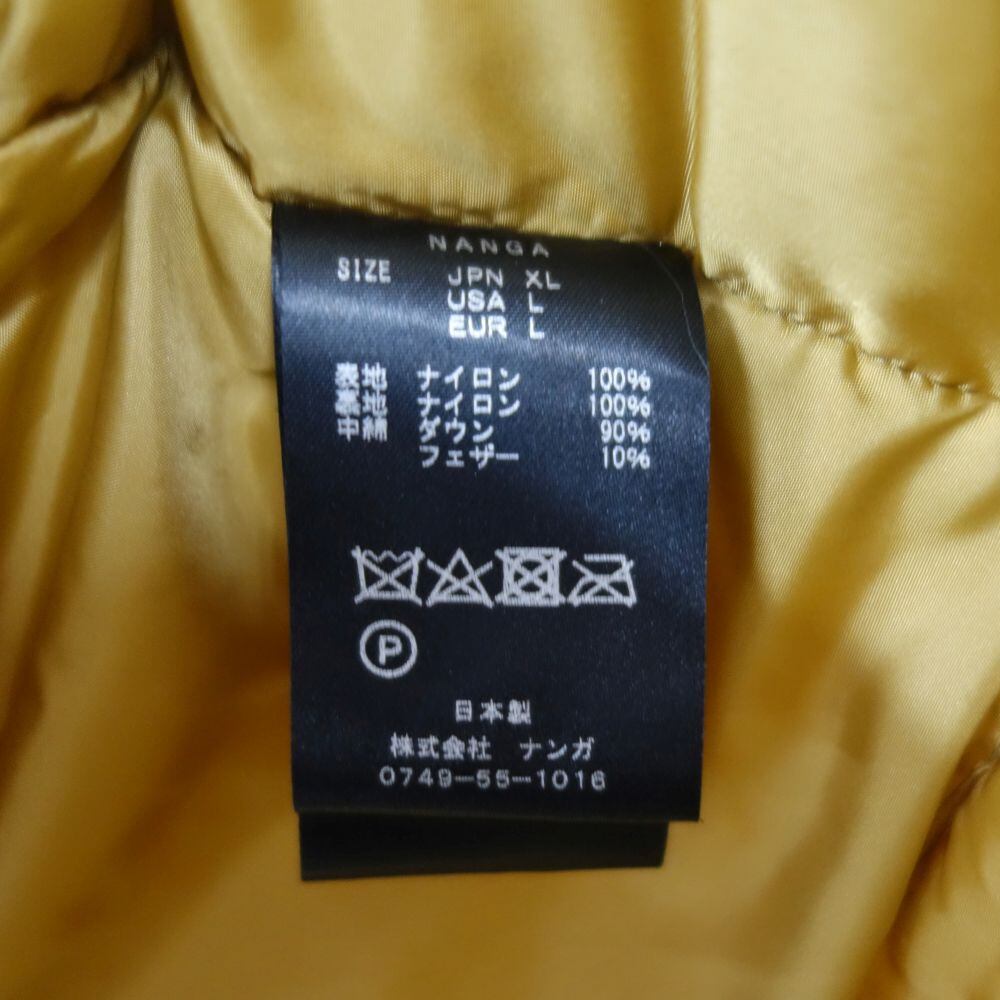 NANGA
SIZE JPN XL
USA L
EUR L
表地 ナイロン 100%
裏地 ナイロン 100%
中綿 ダウン 90%
フェザー 10%
P
日本製
株式会社 ナンガ
0749-55-1016